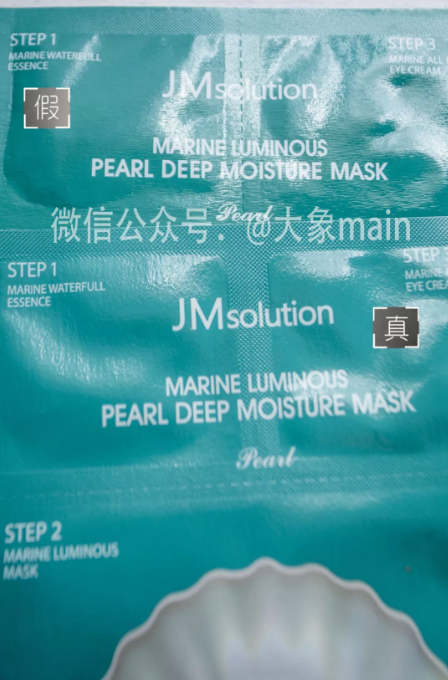 STEP 1
MARINE WATERFULL
ESSENCE
STEP 3
EYE CREAM
假
JMsolution
MARINE LUMINOUS
PEARL DEEP MOISTURE MASK
Pearl
微信公众号：@大象main
STEP 1
MARINE WATERFULL
ESSENCE
STEP
MARINE
EYE CREA
JMsolution
真
MARINE LUMINOUS
PEARL DEEP MOISTURE MASK
Pearl
STEP 2
MARINE LUMINOUS
MASK